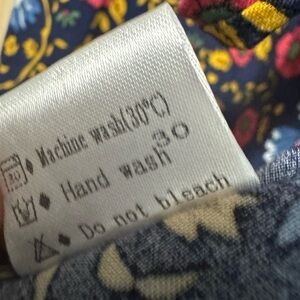 ◆ Machine wash(30°C)
30
◆ Hand wash
◆ Do not bleach